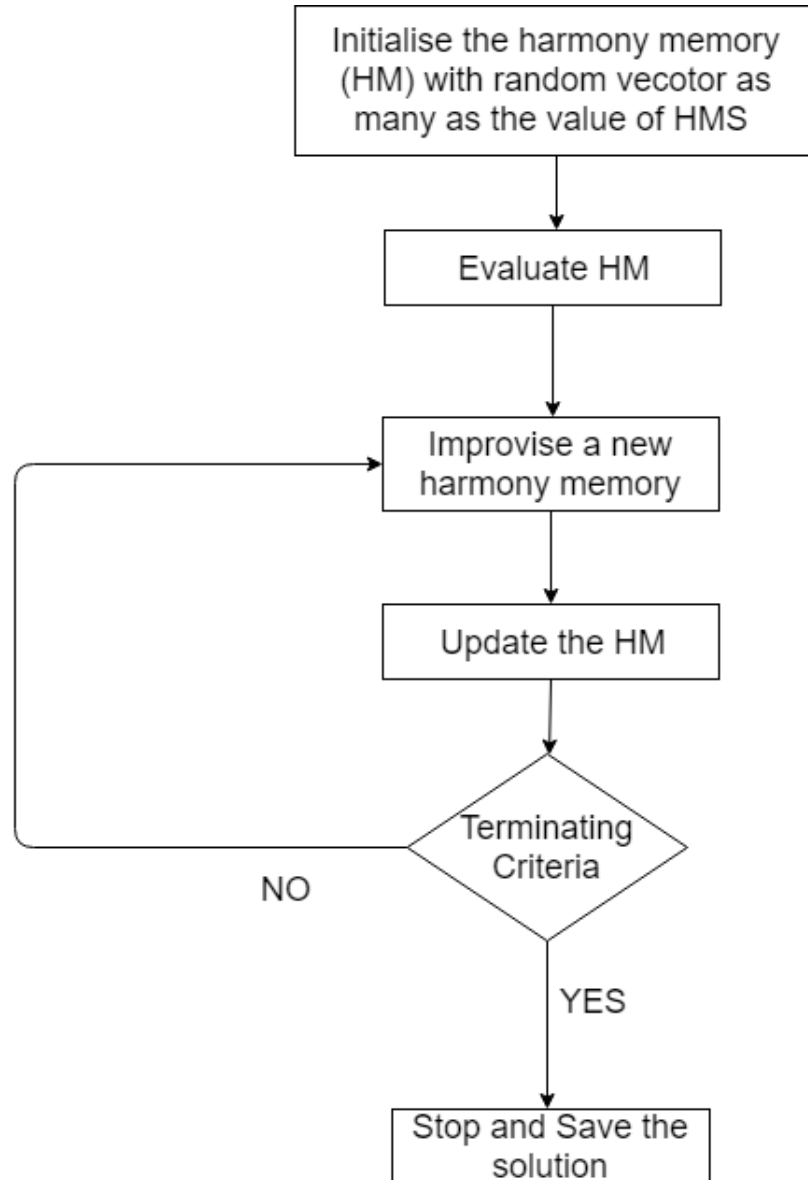 Initialise the harmony memory
(HM) with random vecotor as
many as the value of HMS
Evaluate HM
Improvise a new
harmony memory
Update the HM
Terminating
Criteria
NO
YES
Stop and Save the
solution